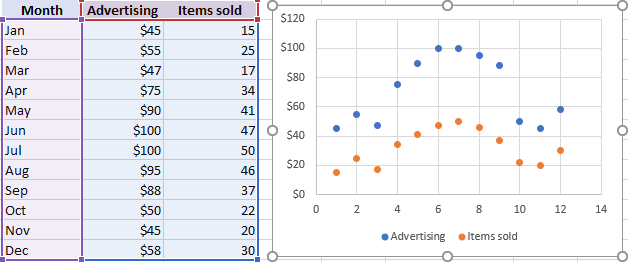 Month Advertising Items sold
Jan $45 15
Feb $55 25
Mar $47 17
Apr $75 34
May $90 41
Jun $100 47
Jul $100 50
Aug $95 46
Sep $88 37
Oct $50 22
Nov $45 20
Dec $58 30
$120
$100
$80
$60
$40
$20
$0
0 2 4 6 8 10 12 14
Advertising Items sold